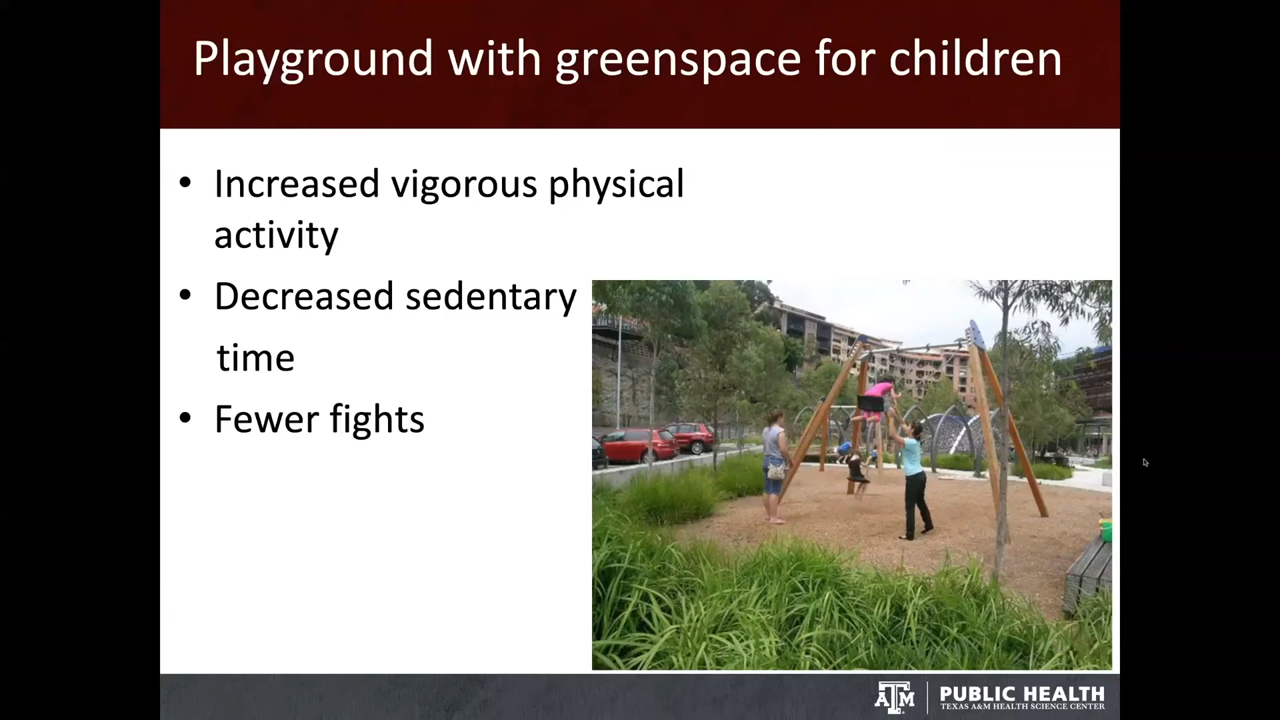 Playground with greenspace for children
• Increased vigorous physical
activity
• Decreased sedentary
time
• Fewer fights
ATM
PUBLIC HEALTH
TEXAS A&M HEALTH SCIENCE CENTER